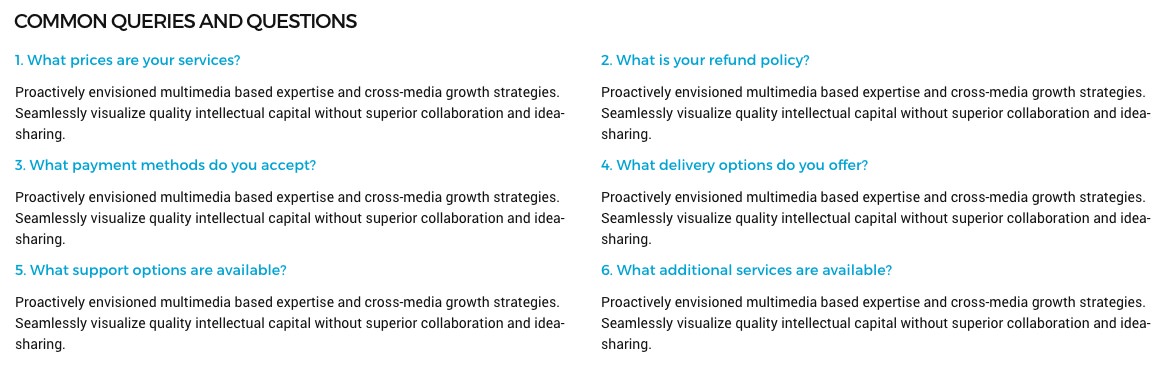 COMMON QUERIES AND QUESTIONS
1. What prices are your services?
Proactively envisioned multimedia based expertise and cross-media growth strategies.
Seamlessly visualize quality intellectual capital without superior collaboration and idea-
sharing.
2. What is your refund policy?
Proactively envisioned multimedia based expertise and cross-media growth strategies.
Seamlessly visualize quality intellectual capital without superior collaboration and idea-
sharing.
3. What payment methods do you accept?
Proactively envisioned multimedia based expertise and cross-media growth strategies.
Seamlessly visualize quality intellectual capital without superior collaboration and idea-
sharing.
4. What delivery options do you offer?
Proactively envisioned multimedia based expertise and cross-media growth strategies.
Seamlessly visualize quality intellectual capital without superior collaboration and idea-
sharing.
5. What support options are available?
Proactively envisioned multimedia based expertise and cross-media growth strategies.
Seamlessly visualize quality intellectual capital without superior collaboration and idea-
sharing.
6. What additional services are available?
Proactively envisioned multimedia based expertise and cross-media growth strategies.
Seamlessly visualize quality intellectual capital without superior collaboration and idea-
sharing.